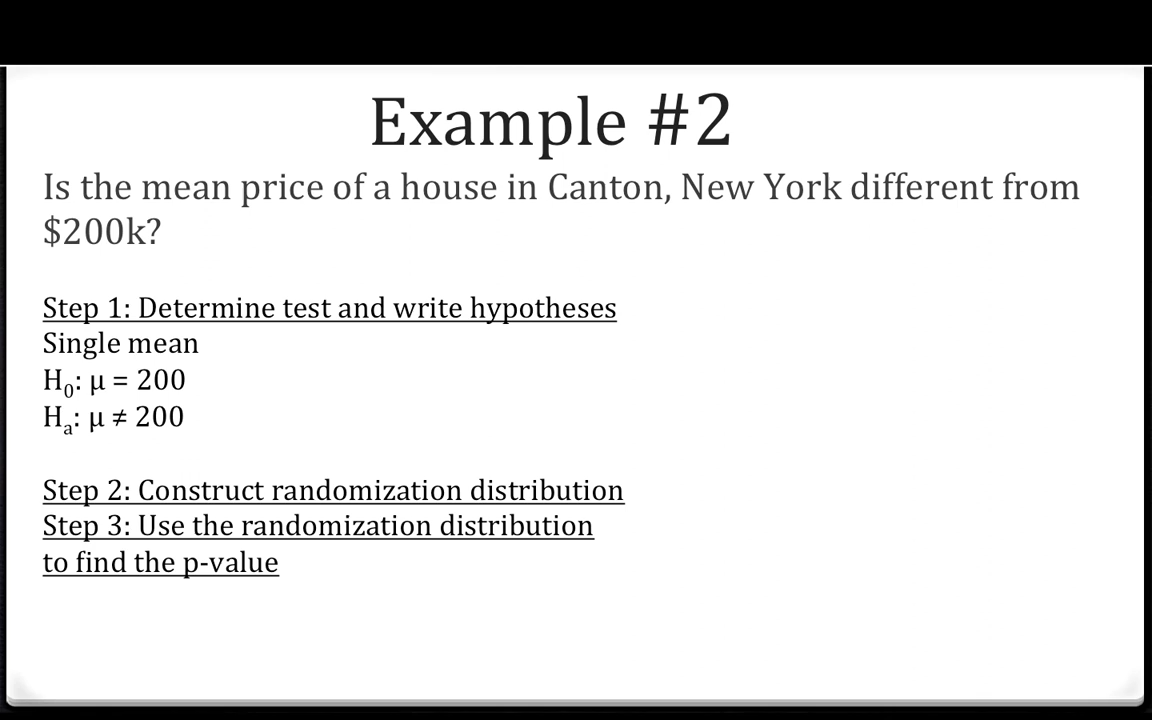 Example #2
Is the mean price of a house in Canton, New York different from
$200k?
Step 1: Determine test and write hypotheses
Single mean
H₀: μ = 200
Hₐ: μ ≠ 200
Step 2: Construct randomization distribution
Step 3: Use the randomization distribution
to find the p-value